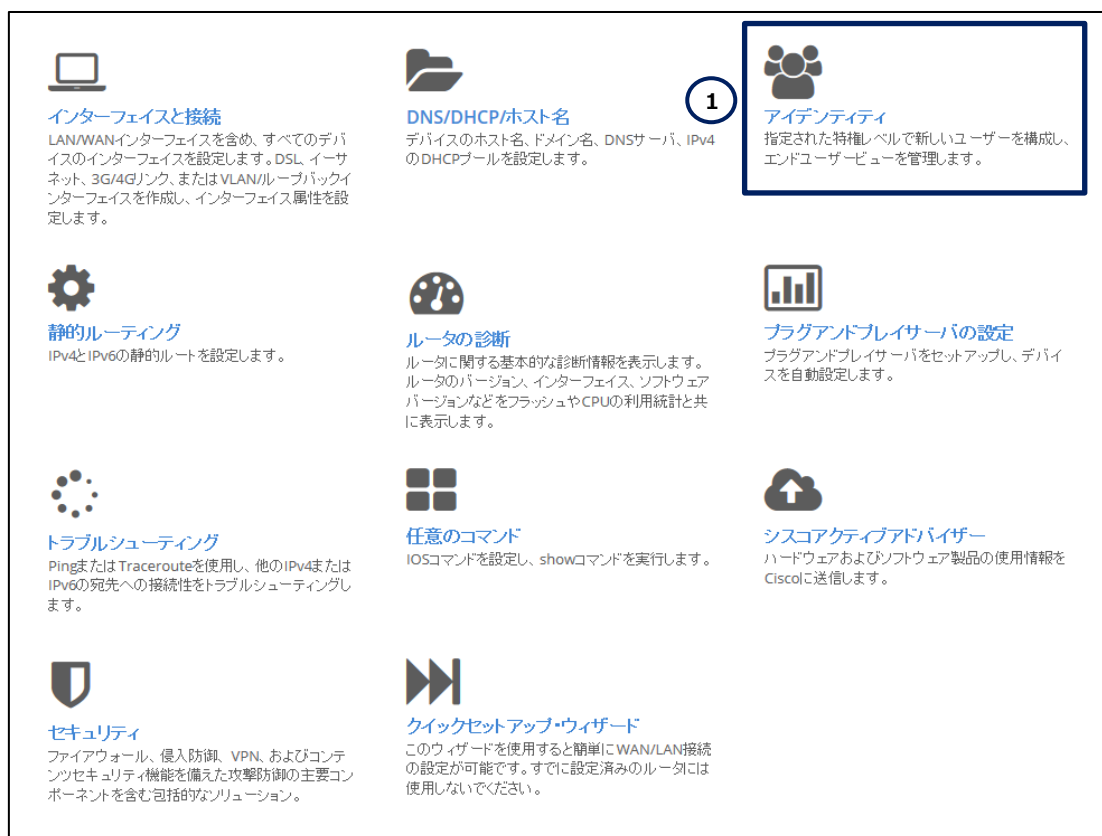 インターフェイスと接続
LAN/WANインターフェイスを含め、すべてのデバ
イスのインターフェイスを設定します。DSL、イーサ
ネット、3G/4Gリンク、またはVLAN/ループバックイ
ンターフェイスを作成し、インターフェイス属性を設
定します。
DNS/DHCP/ホスト名
デバイスのホスト名、ドメイン名、DNSサーバ、IPv4
のDHCPプールを設定します。
1
アイデンティティ
指定された特権レベルで新しいユーザーを構成し、
エンドユーザービューを管理します。
静的ルーティング
IPv4とIPv6の静的ルートを設定します。
ルータの診断
ルータに関する基本的な診断情報を表示します。
ルータのバージョン、インターフェイス、ソフトウェア
バージョンなどをフラッシュやCPUの利用統計と共
に表示します。
プラグアンドプレイサーバの設定
プラグアンドプレイサーバをセットアップし、デバイ
スを自動設定します。
トラブルシューティング
PingまたはTracerouteを使用し、他のIPv4または
IPv6の宛先への接続性をトラブルシューティングし
ます。
任意のコマンド
IOSコマンドを設定し、showコマンドを実行します。
シスコアクティブアドバイザー
ハードウェアおよびソフトウェア製品の使用情報を
Ciscoに送信します。
セキュリティ
ファイアウォール、侵入防御、VPN、およびコンテ
ンツセキュリティ機能を備えた攻撃防御の主要コン
ポーネントを含む包括的なソリューション。
クイックセットアップ・ウィザード
このウィザードを使用すると簡単にWAN/LAN接続
の設定が可能です。すでに設定済みのルータには
使用しないでください。